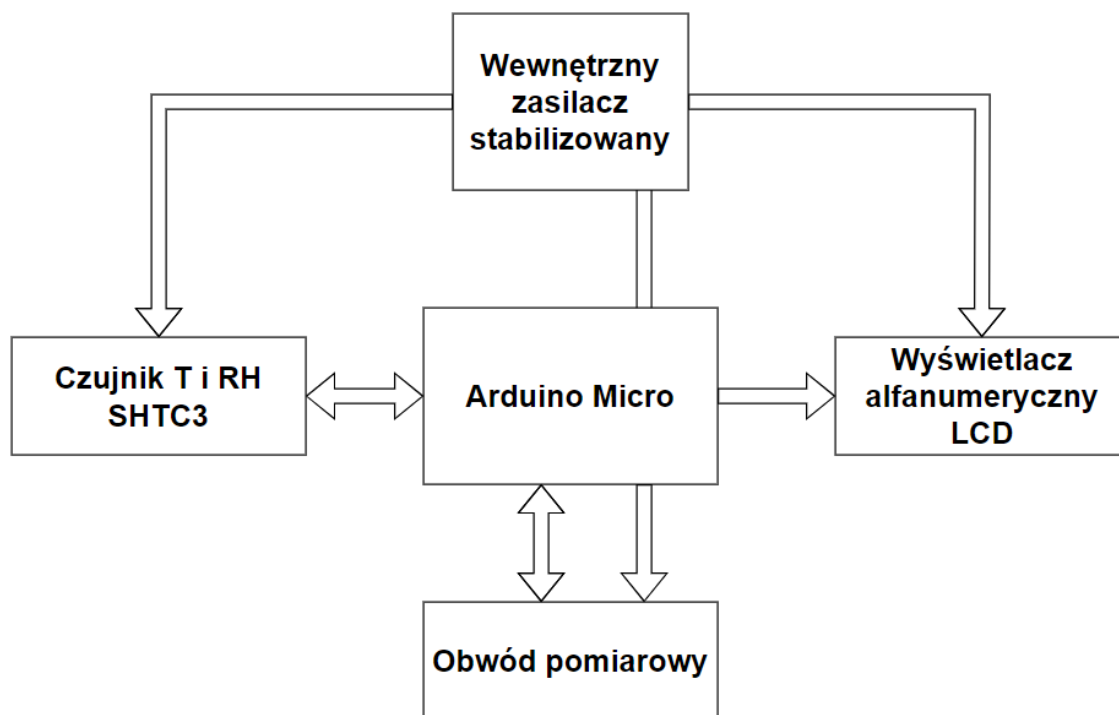 Wewnętrzny
zasilacz
stabilizowany
Czujnik T i RH
SHTC3
Arduino Micro
Wyświetlacz
alfanumeryczny
LCD
Obwód pomiarowy